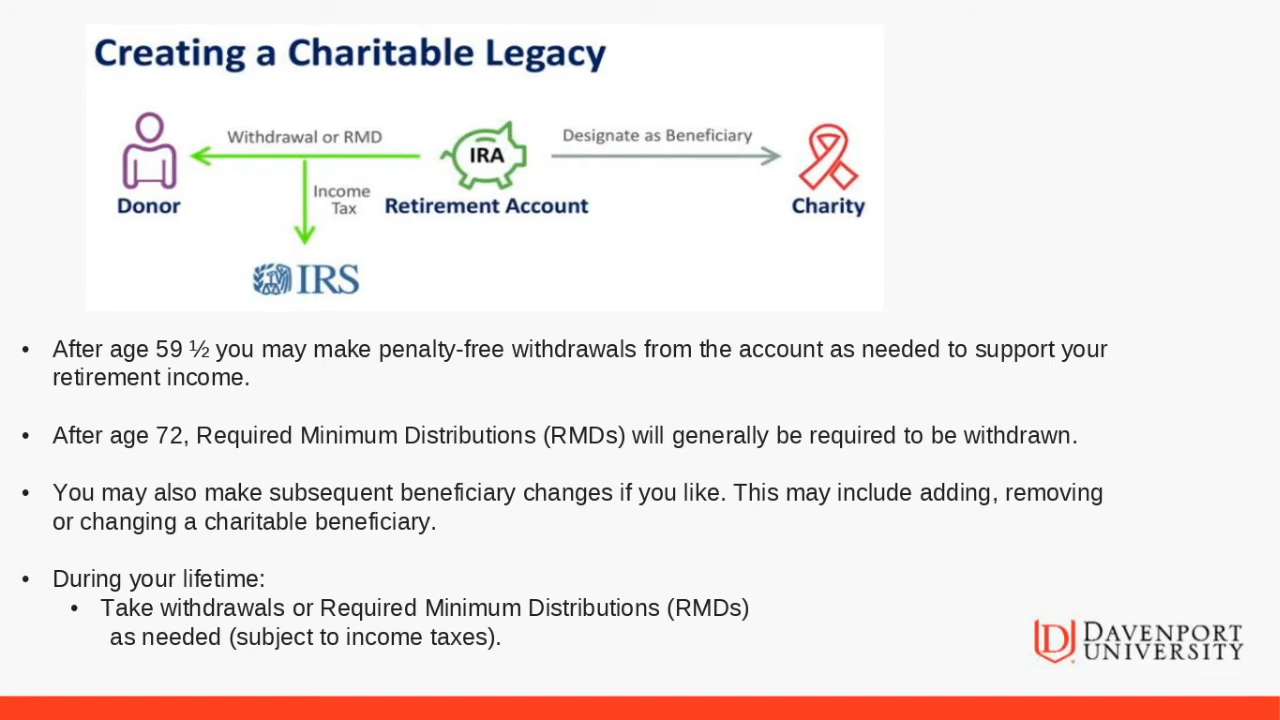 Creating a Charitable Legacy
Withdrawal or RMD
IRA
Designate as Beneficiary
Income
Tax
Donor
Retirement Account
Charity
IRS
• After age 59 ½ you may make penalty-free withdrawals from the account as needed to support your
retirement income.
• After age 72, Required Minimum Distributions (RMDs) will generally be required to be withdrawn.
• You may also make subsequent beneficiary changes if you like. This may include adding, removing
or changing a charitable beneficiary.
• During your lifetime:
• Take withdrawals or Required Minimum Distributions (RMDs)
as needed (subject to income taxes).
D DAVENPORT
UNIVERSITY